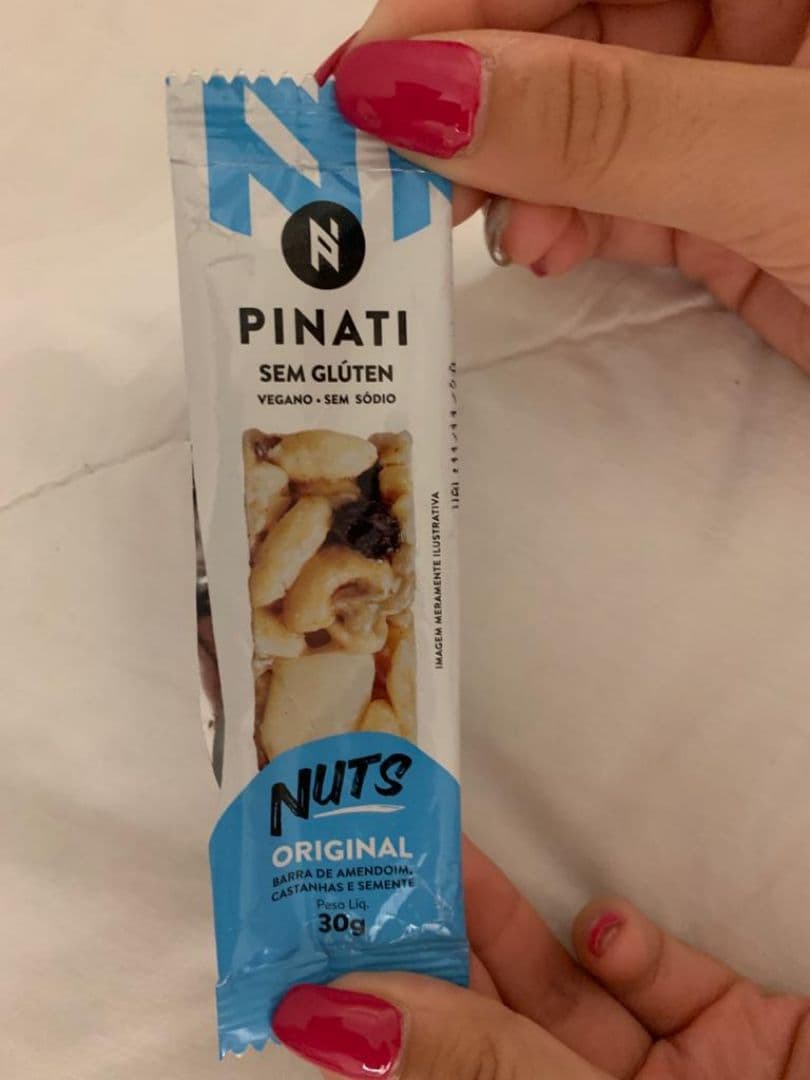 PINATI
SEM GLÚTEN
VEGANO • SEM SÓDIO
IMAGEM MERAMENTE ILUSTRATIVA
NUTS
ORIGINAL
BARRA DE AMENDOIM,
CASTANHAS E SEMENTE
Peso Líq.
30g